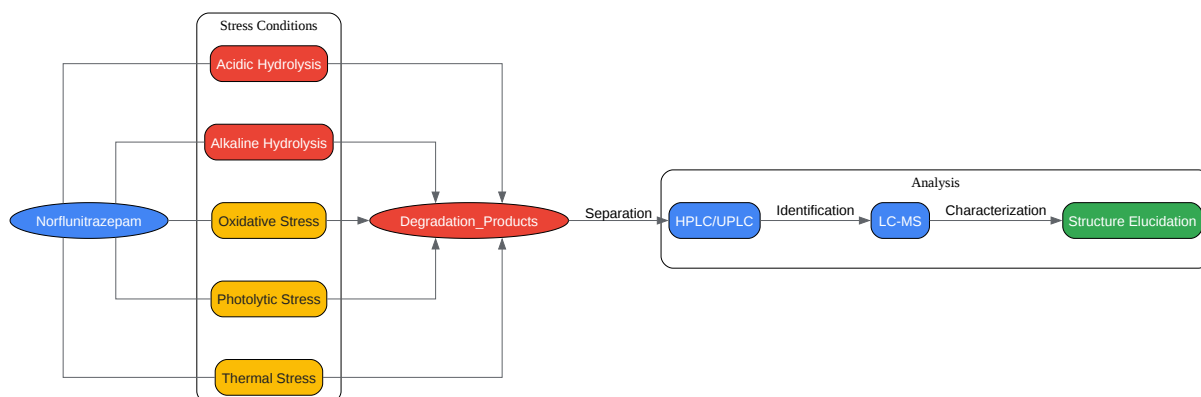 Stress Conditions
Acidic Hydrolysis
Alkaline Hydrolysis
Norflunitrazepam
Oxidative Stress
Photolytic Stress
Thermal Stress
Degradation_Products
Separation
Analysis
HPLC/UPLC
Identification
LC-MS
Characterization
Structure Elucidation